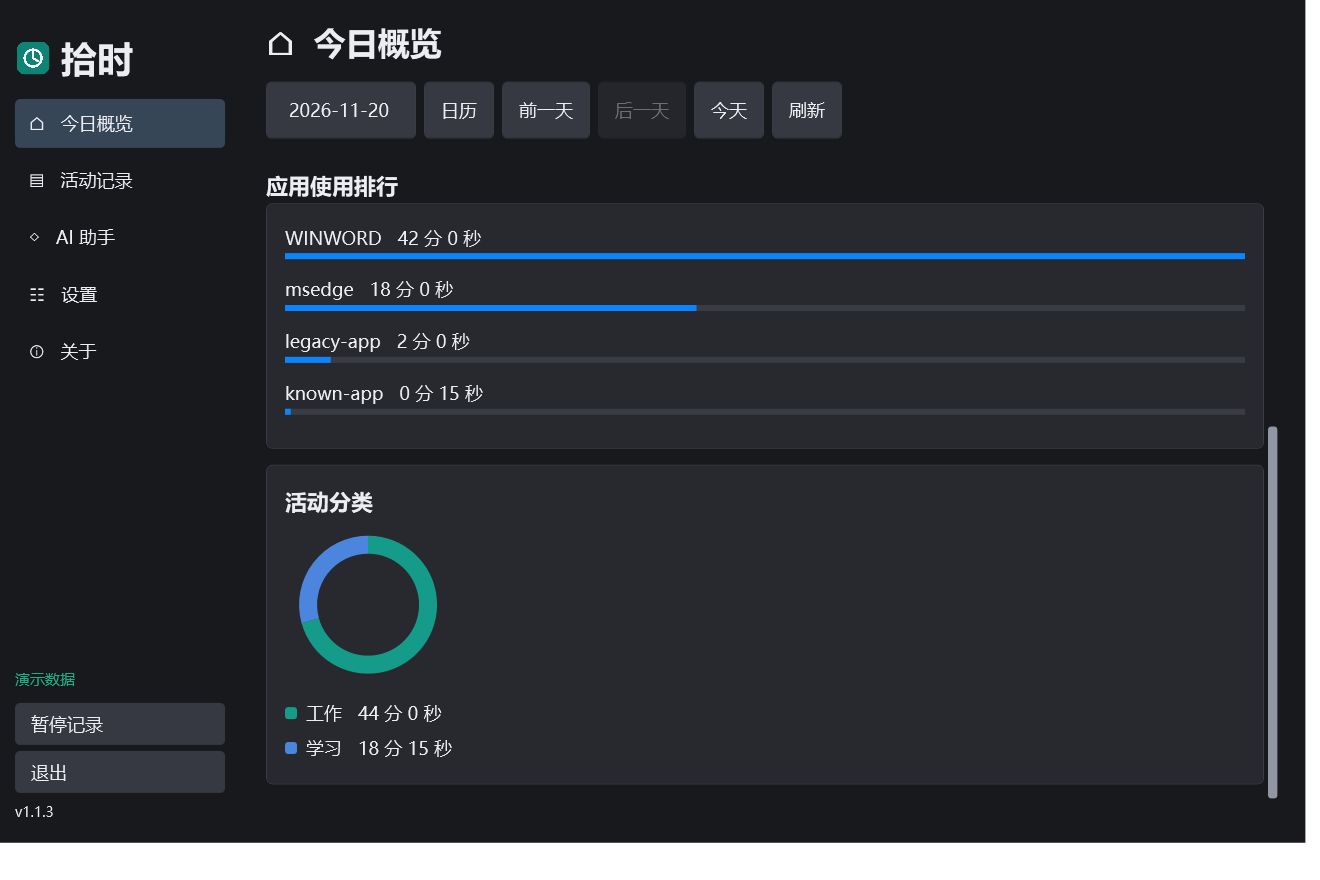 拾时
今日概览
活动记录
AI 助手
设置
关于
演示数据
暂停记录
退出
v1.1.3
今日概览
2026-11-20 日历 前一天 后一天 今天 刷新
应用使用排行
WINWORD 42 分 0 秒
msedge 18 分 0 秒
legacy-app 2 分 0 秒
known-app 0 分 15 秒
活动分类
工作 44 分 0 秒
学习 18 分 15 秒